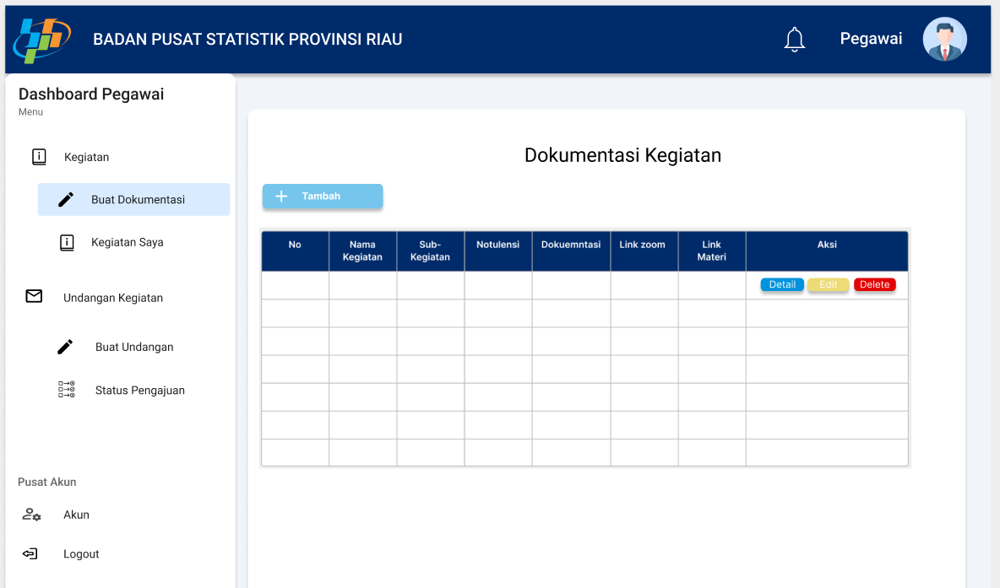 BADAN PUSAT STATISTIK PROVINSI RIAU
Pegawai
Dashboard Pegawai
Menu
Kegiatan
Buat Dokumentasi
Kegiatan Saya
Undangan Kegiatan
Buat Undangan
Status Pengajuan
Pusat Akun
Akun
Logout
Dokumentasi Kegiatan
Tambah
No
Nama
Kegiatan
Sub-
Kegiatan
Notulensi
Dokuemntasi
Link zoom
Link
Materi
Aksi
Detail
Edit
Delete